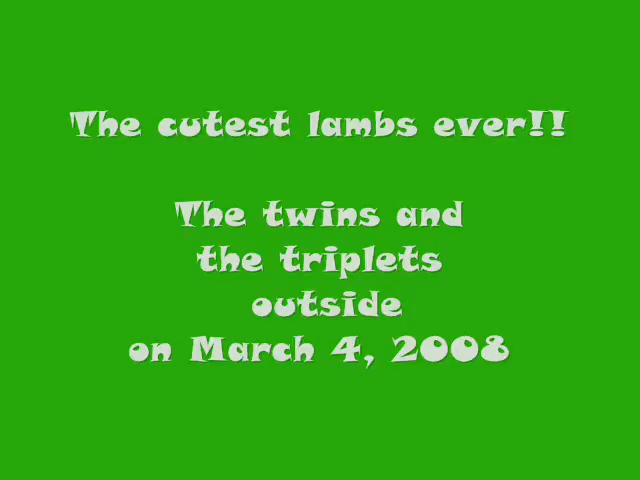 The cutest lambs ever!!
The twins and
the triplets
outside
on March 4, 2008